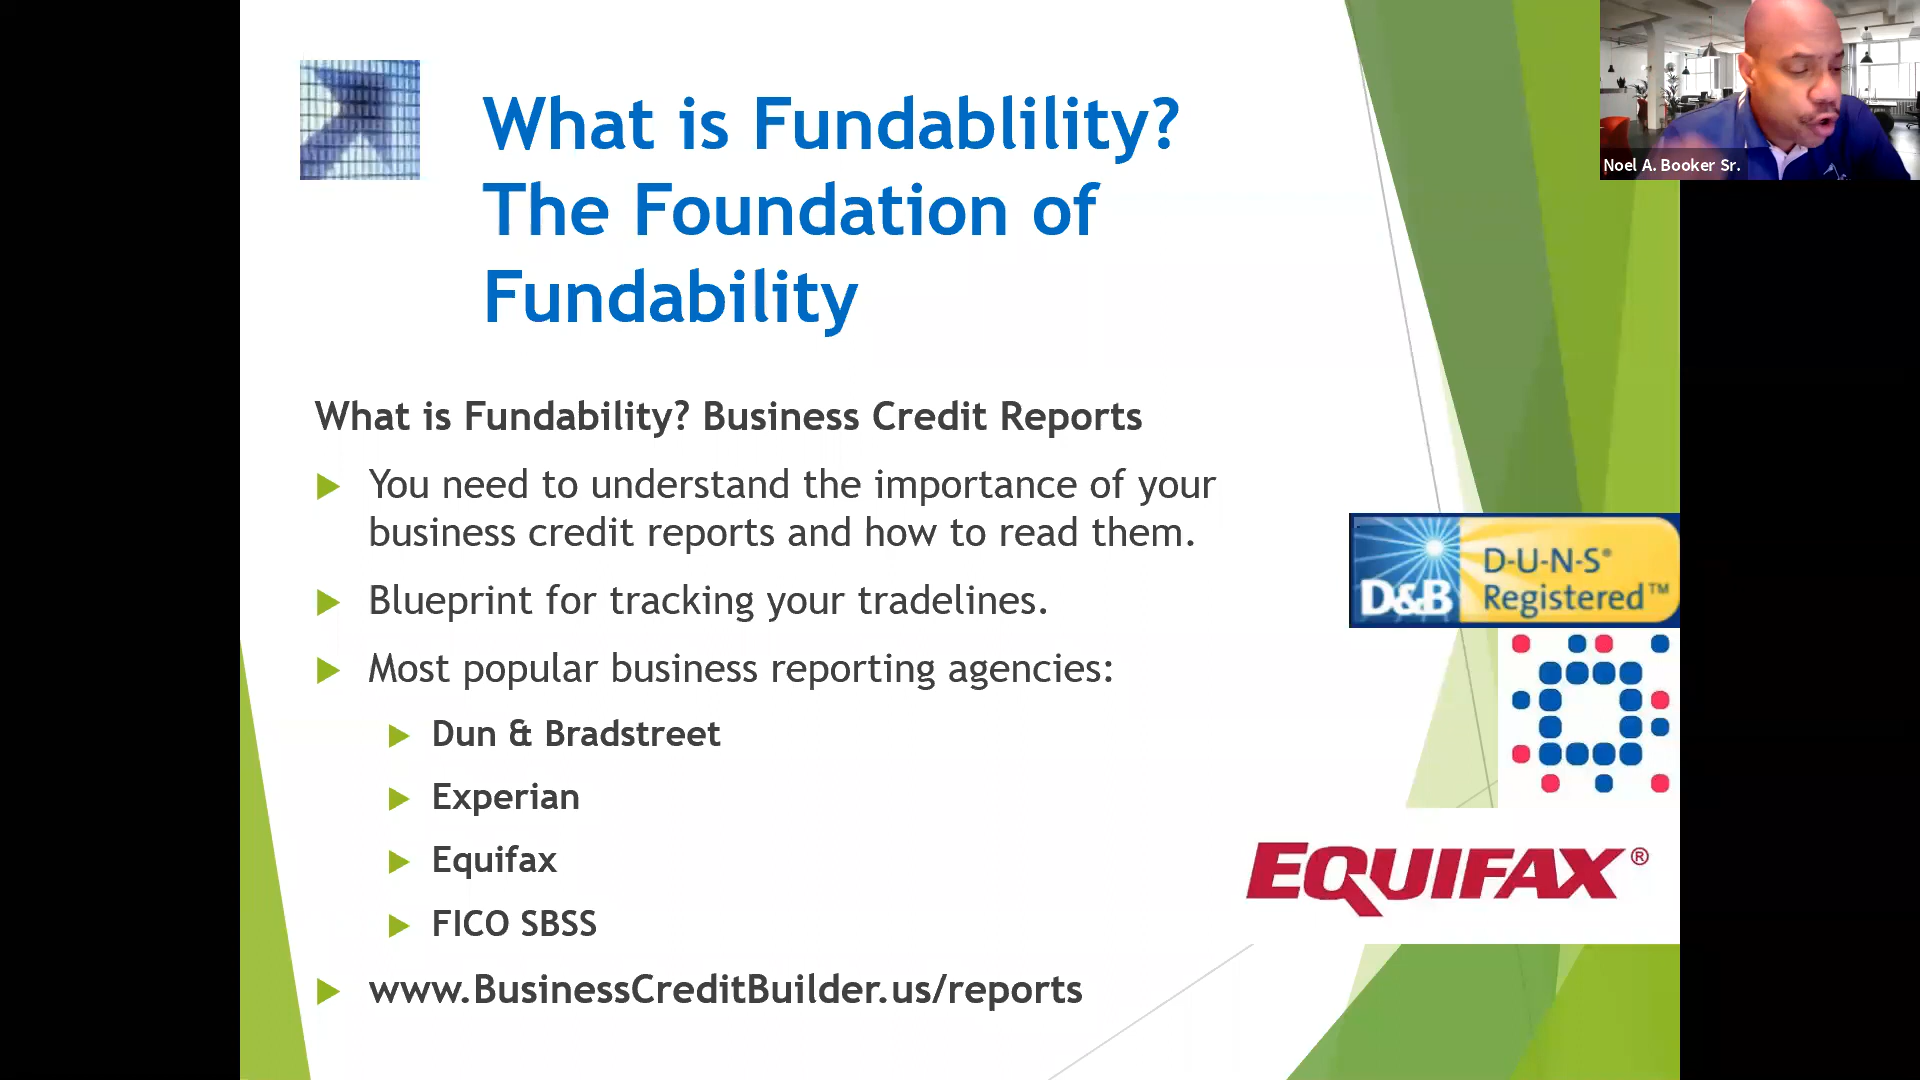 What is Fundablility?
The Foundation of
Fundability
What is Fundability? Business Credit Reports
You need to understand the importance of your
business credit reports and how to read them.
Blueprint for tracking your tradelines.
Most popular business reporting agencies:
Dun & Bradstreet
Experian
Equifax
FICO SBSS
www.BusinessCreditBuilder.us/reports
D&B
D-U-N-S®
Registered™
EQUIFAX®
Noel A. Booker Sr.